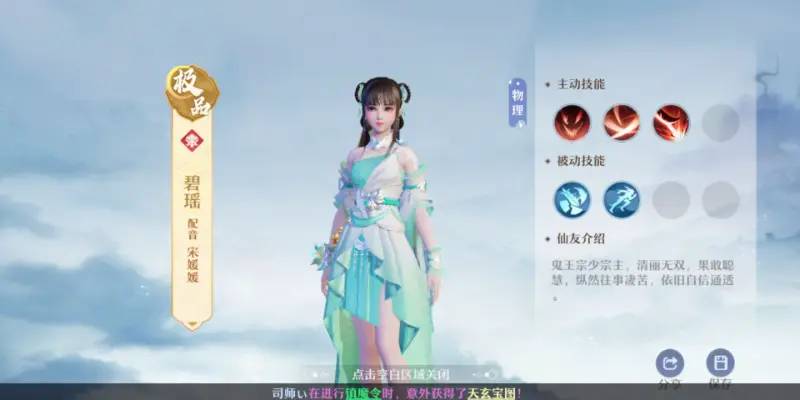 极品
碧瑶
配音 宋媛媛
物理
主动技能
被动技能
仙友介绍
鬼王宗少宗主，清丽无双，果敢聪
慧，纵然往事凄苦，依旧自信通透
。
点击空白区域关闭
分享
保存
司师ぃ在进行镇魔令时，意外获得了天玄宝图！